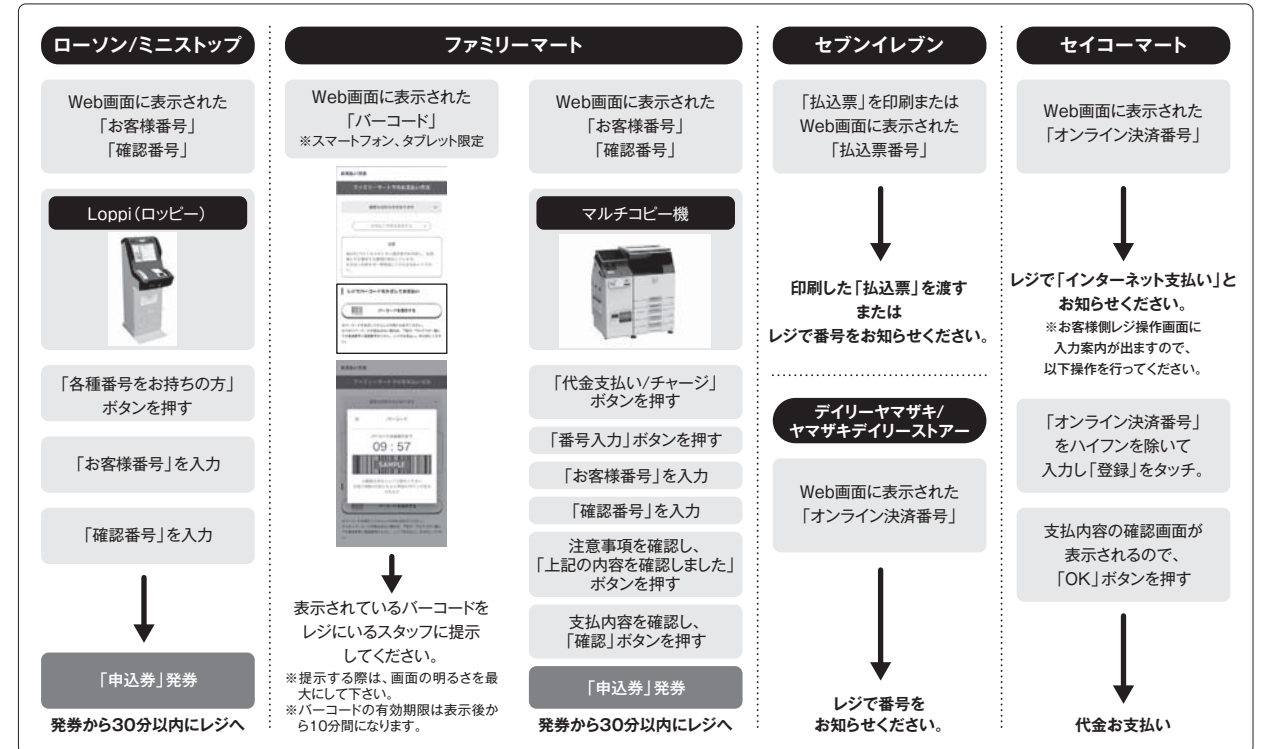 ローソン/ミニストップ
Web画面に表示された
「お客様番号」
「確認番号」
Loppi(ロッピー)
「各種番号をお持ちの方」
ボタンを押す
「お客様番号」を入力
「確認番号」を入力
「申込券」発券
発券から30分以内にレジへ
ファミリーマート
Web画面に表示された
「バーコード」
※スマートフォン、タブレット限定
09:57
SAMPLE
表示されているバーコードを
レジにいるスタッフに提示
してください。
※提示する際は、画面の明るさを最
大にして下さい。
※バーコードの有効期限は表示後か
ら10分間になります。
Web画面に表示された
「お客様番号」
「確認番号」
マルチコピー機
「代金支払い/チャージ」
ボタンを押す
「番号入力」ボタンを押す
「お客様番号」を入力
「確認番号」を入力
注意事項を確認し、
「上記の内容を確認しました」
ボタンを押す
支払内容を確認し、
「確認」ボタンを押す
「申込券」発券
発券から30分以内にレジへ
セブンイレブン
「払込票」を印刷または
Web画面に表示された
「払込票番号」
印刷した「払込票」を渡す
または
レジで番号をお知らせください。
デイリーヤマザキ/
ヤマザキデイリーストアー
Web画面に表示された
「オンライン決済番号」
レジで番号を
お知らせください。
セイコーマート
Web画面に表示された
「オンライン決済番号」
レジで「インターネット支払い」と
お知らせください。
※お客様側レジ操作画面に
入力案内が出ますので、
以下操作を行ってください。
「オンライン決済番号」
をハイフンを除いて
入力し「登録」をタッチ。
支払内容の確認画面が
表示されるので、
「OK」ボタンを押す
代金お支払い